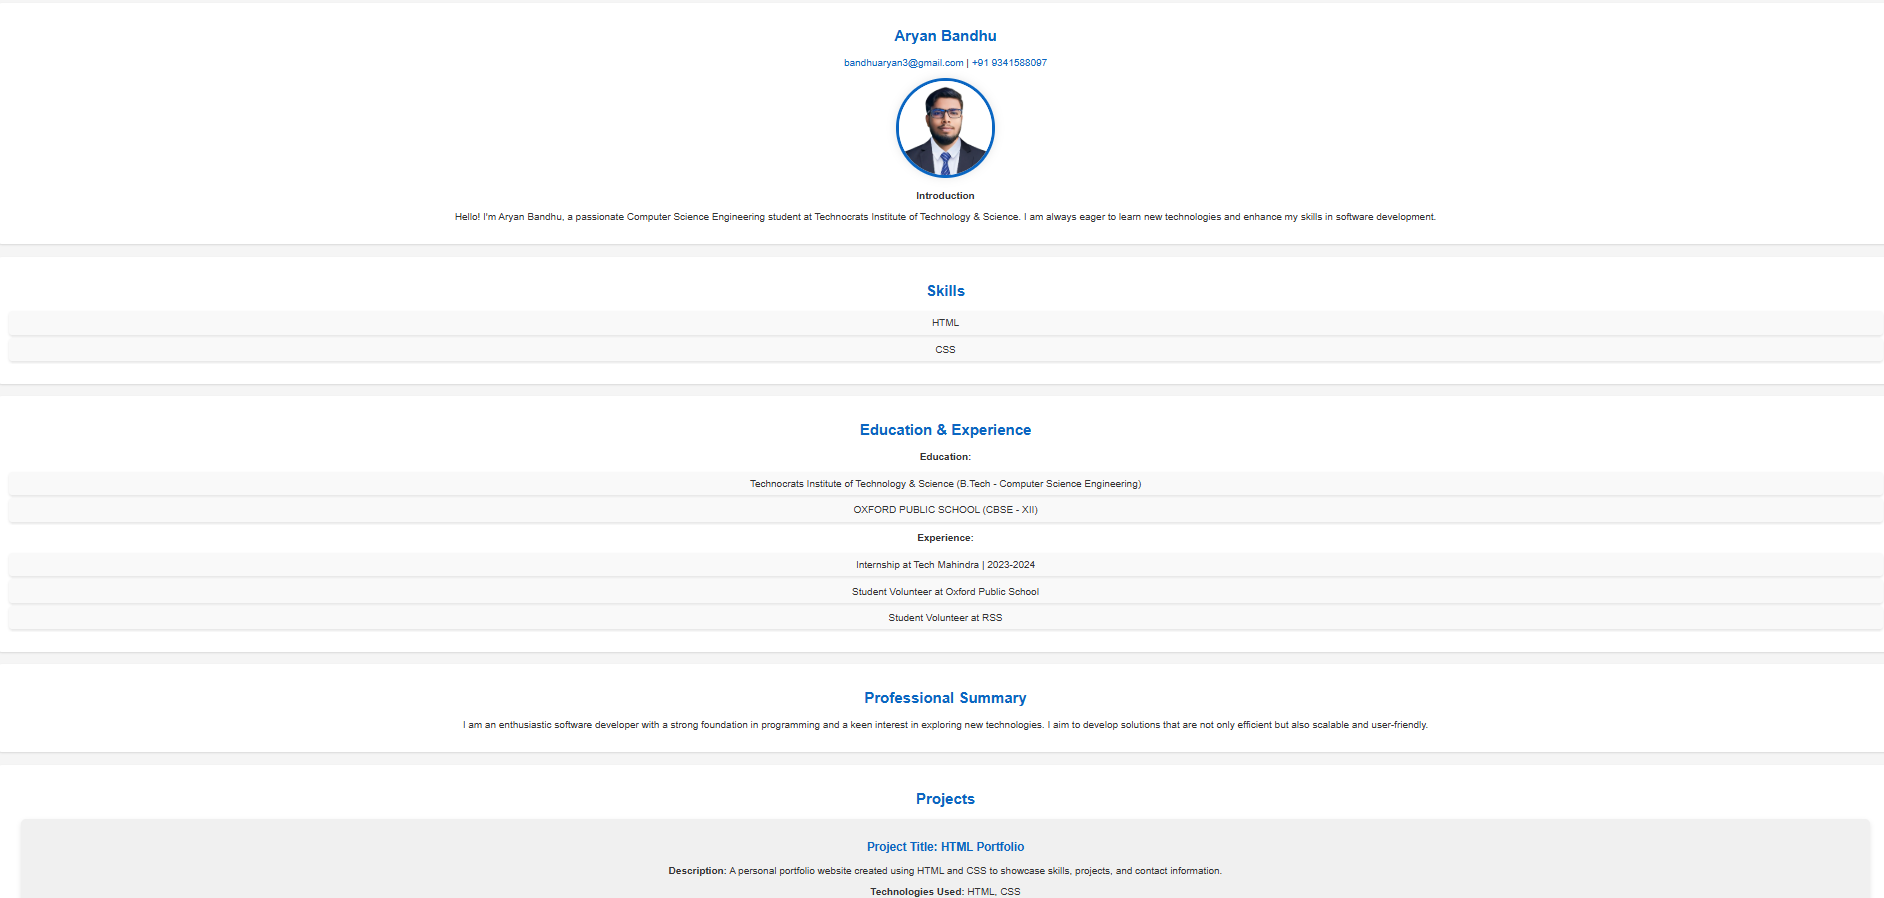 Aryan Bandhu
bandhuaryan3@gmail.com | +91 9341588097
Introduction
Hello! I'm Aryan Bandhu, a passionate Computer Science Engineering student at Technocrats Institute of Technology & Science. I am always eager to learn new technologies and enhance my skills in software development.
Skills
HTML
CSS
Education & Experience
Education:
Technocrats Institute of Technology & Science (B.Tech - Computer Science Engineering)
OXFORD PUBLIC SCHOOL (CBSE - XII)
Experience:
Internship at Tech Mahindra | 2023-2024
Student Volunteer at Oxford Public School
Student Volunteer at RSS
Professional Summary
I am an enthusiastic software developer with a strong foundation in programming and a keen interest in exploring new technologies. I aim to develop solutions that are not only efficient but also scalable and user-friendly.
Projects
Project Title: HTML Portfolio
Description: A personal portfolio website created using HTML and CSS to showcase skills, projects, and contact information.
Technologies Used: HTML, CSS